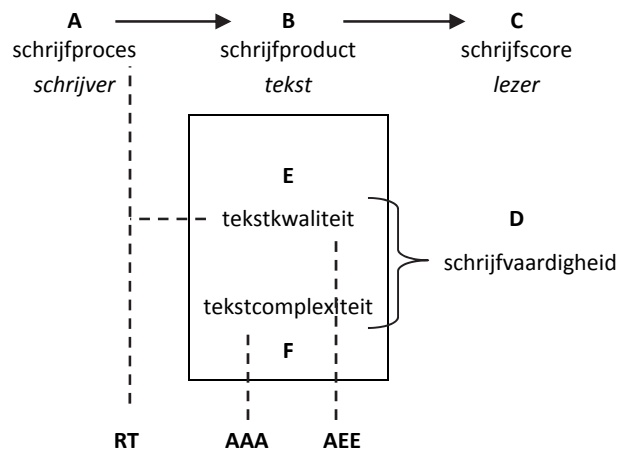 A B C
schrijfproces schrijfproduct schrijfscore
schrijver tekst lezer
E
tekstkwaliteit D
schrijfvaardigheid
tekstcomplexiteit
F
RT AAA AEE